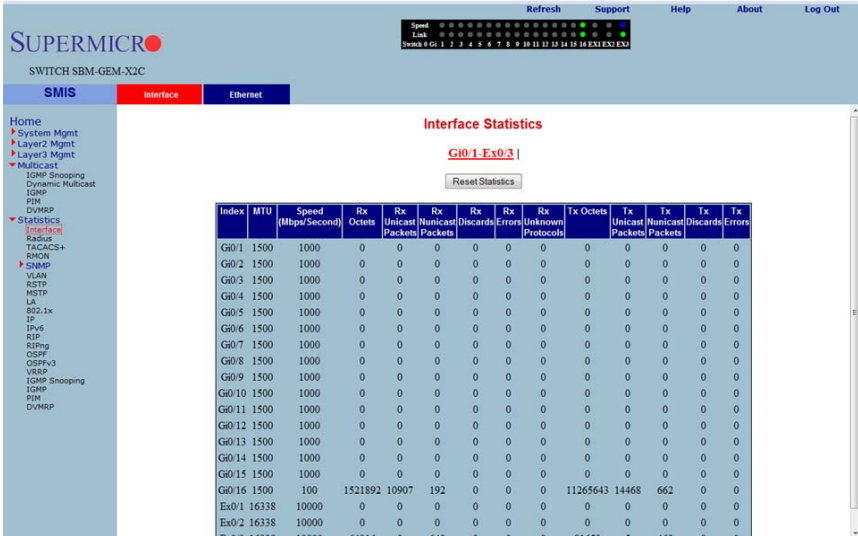 Refresh Support Help About Log Out
Speed
Link
Switch 0 Gi 1 2 3 4 5 6 7 8 9 10 11 12 13 14 15 16 EX1 EX2 EX3
SUPERMICRO
SWITCH SBM-GEM-X2C
SMIS Interface Ethernet
Home
System Mgmt
Layer2 Mgmt
Layer3 Mgmt
Multicast
IGMP Snooping
Dynamic Multicast
IGMP
PIM
DVMRP
Statistics
Interface
Radius
TACACS+
RMON
SNMP
VLAN
RSTP
MSTP
LA
802.1x
IP
IPv6
RIP
RIPng
OSPF
OSPFv3
VRRP
IGMP Snooping
IGMP
PIM
DVMRP
Interface Statistics
Gi0/1-Ex0/3 |
Reset Statistics
Index MTU Speed (Mbps/Second) Rx Octets Rx Unicast Packets Rx Nunicast Packets Rx Discards Rx Errors Rx Unknown Protocols Tx Octets Tx Unicast Packets Tx Nunicast Packets Tx Discards Tx Errors
Gi0/1 1500 1000 0 0 0 0 0 0 0 0 0 0 0
Gi0/2 1500 1000 0 0 0 0 0 0 0 0 0 0 0
Gi0/3 1500 1000 0 0 0 0 0 0 0 0 0 0 0
Gi0/4 1500 1000 0 0 0 0 0 0 0 0 0 0 0
Gi0/5 1500 1000 0 0 0 0 0 0 0 0 0 0 0
Gi0/6 1500 1000 0 0 0 0 0 0 0 0 0 0 0
Gi0/7 1500 1000 0 0 0 0 0 0 0 0 0 0 0
Gi0/8 1500 1000 0 0 0 0 0 0 0 0 0 0 0
Gi0/9 1500 1000 0 0 0 0 0 0 0 0 0 0 0
Gi0/10 1500 1000 0 0 0 0 0 0 0 0 0 0 0
Gi0/11 1500 1000 0 0 0 0 0 0 0 0 0 0 0
Gi0/12 1500 1000 0 0 0 0 0 0 0 0 0 0 0
Gi0/13 1500 1000 0 0 0 0 0 0 0 0 0 0 0
Gi0/14 1500 1000 0 0 0 0 0 0 0 0 0 0 0
Gi0/15 1500 1000 0 0 0 0 0 0 0 0 0 0 0
Gi0/16 1500 100 1521892 10907 192 0 0 0 11265643 14468 662 0 0
Ex0/1 16338 10000 0 0 0 0 0 0 0 0 0 0 0
Ex0/2 16338 10000 0 0 0 0 0 0 0 0 0 0 0